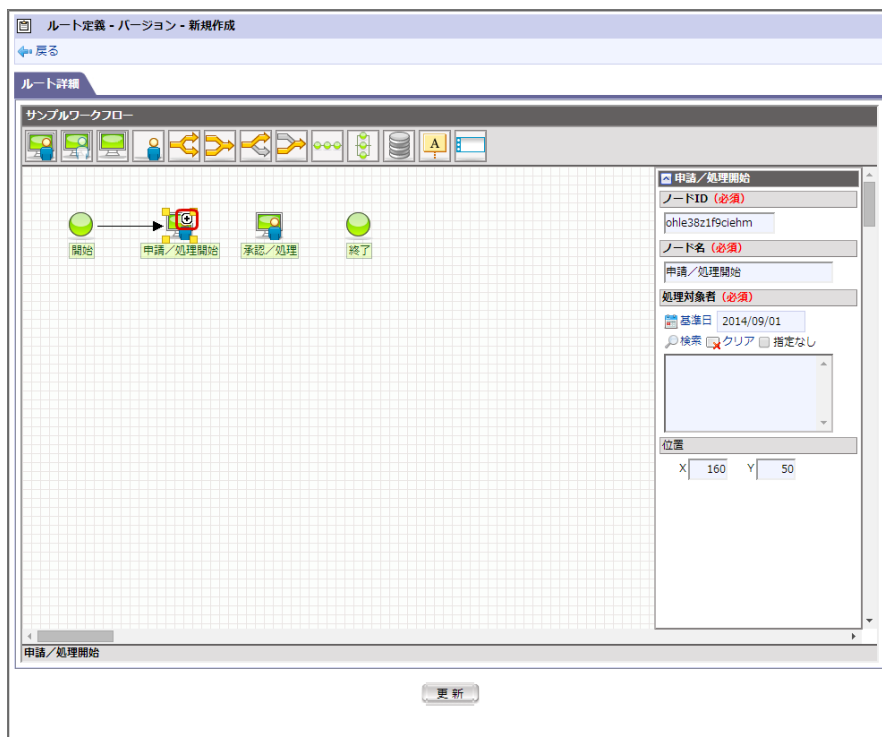 ルート定義 - バージョン - 新規作成
戻る
ルート詳細
サンプルワークフロー
A
開始
申請／処理開始
承認／処理
終了
申請／処理開始
ノードID（必須）
ohle38z1f9ciehm
ノード名（必須）
申請／処理開始
処理対象者（必須）
基準日 2014/09/01
検索 クリア 指定なし
位置
X 160 Y 50
申請／処理開始
更新